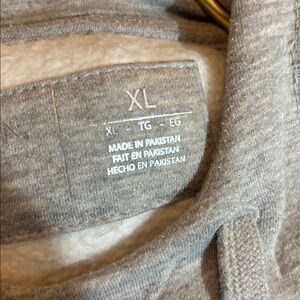 XL
XL - TG - EG
MADE IN PAKISTAN
FAIT EN PAKISTAN
HECHO EN PAKISTAN